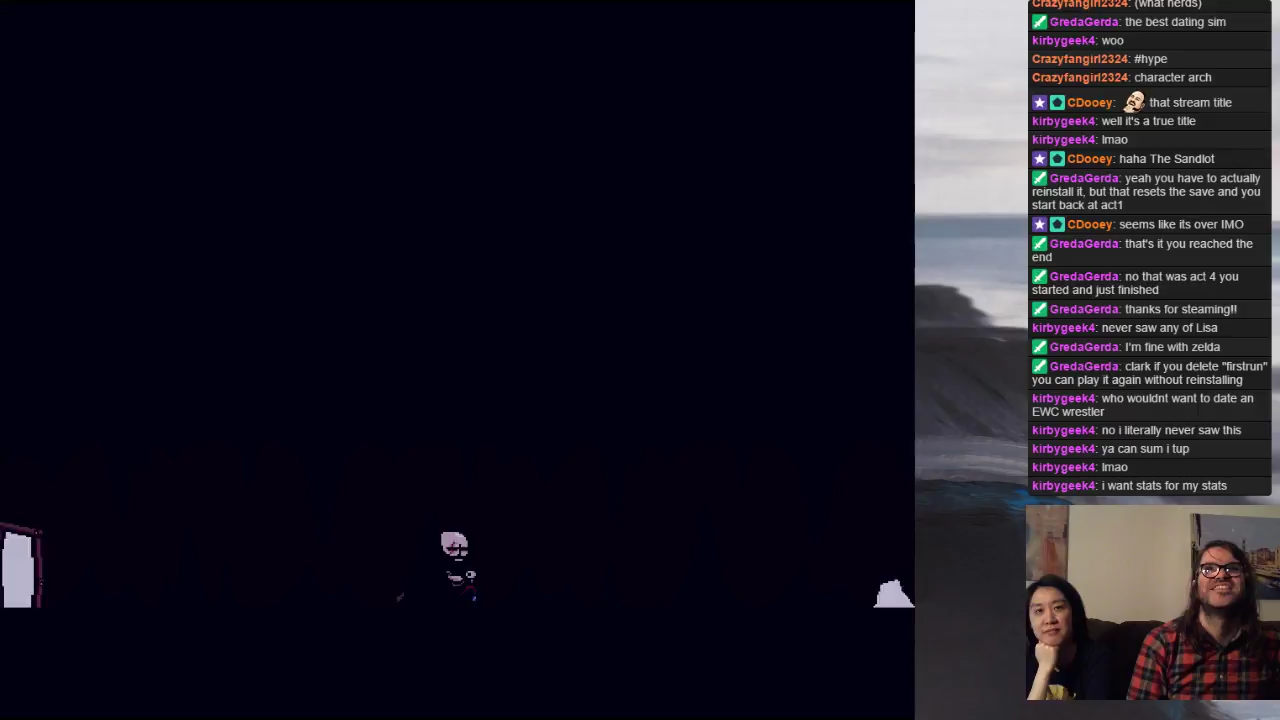 Crazyfangirl2324: (what nerds)
GredaGerda: the best dating sim
kirbygeek4: woo
Crazyfangirl2324: #hype
Crazyfangirl2324: character arch
CDooey: that stream title
kirbygeek4: well it's a true title
kirbygeek4: lmao
CDooey: haha The Sandlot
GredaGerda: yeah you have to actually
reinstall it, but that resets the save and you
start back at act1
CDooey: seems like its over IMO
GredaGerda: that's it you reached the
end
GredaGerda: no that was act 4 you
started and just finished
GredaGerda: thanks for steaming!!
kirbygeek4: never saw any of Lisa
GredaGerda: I'm fine with zelda
GredaGerda: clark if you delete "firstrun"
you can play it again without reinstalling
kirbygeek4: who wouldnt want to date an
EWC wrestler
kirbygeek4: no i literally never saw this
kirbygeek4: ya can sum i tup
kirbygeek4: lmao
kirbygeek4: i want stats for my stats